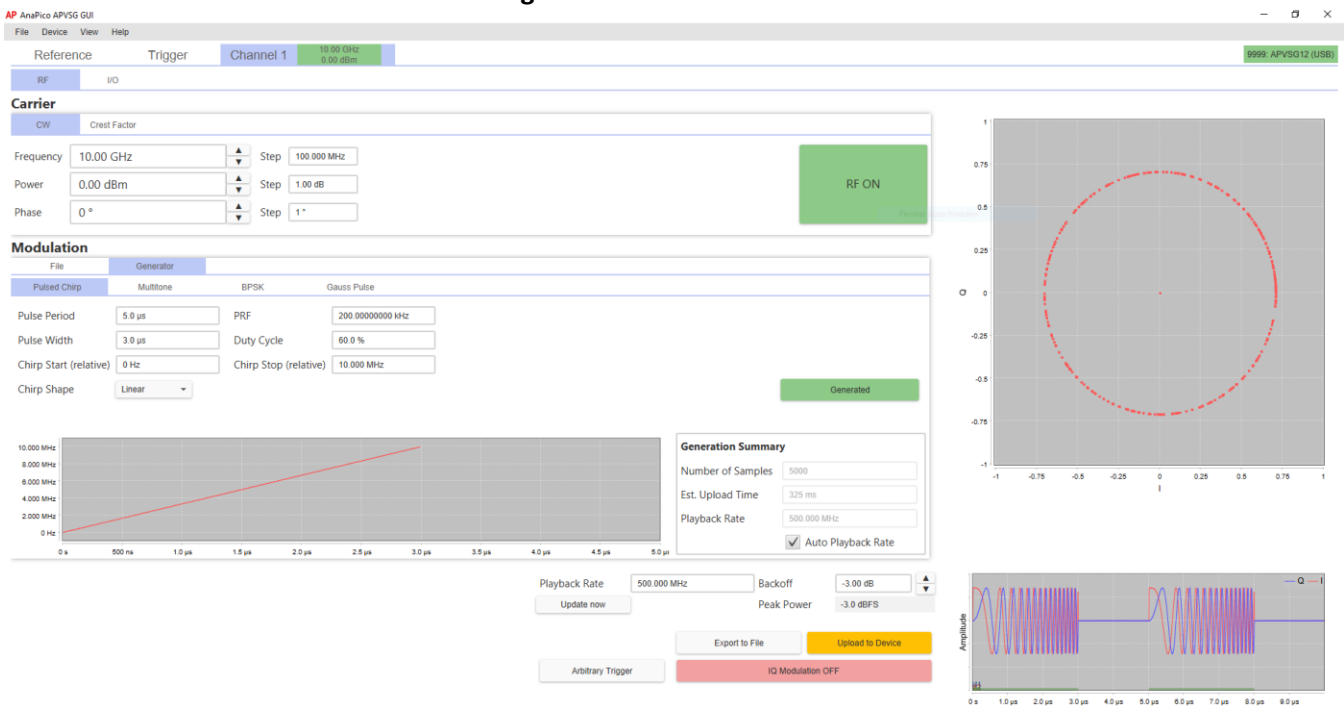 AP AnaPico APVSG GUI
File Device View Help
Reference Trigger Channel 1 10.00 GHz
0.00 dBm
9999: APVSG12 (USB)
RF I/O
Carrier
CW Crest Factor
Frequency 10.00 GHz ▲ ▼ Step 100.000 MHz
Power 0.00 dBm ▲ ▼ Step 1.00 dB
Phase 0 ° ▲ ▼ Step 1 °
RF ON
Modulation
File Generator
Pulsed Chirp Multitone BPSK Gauss Pulse
Pulse Period 5.0 µs PRF 200.00000000 kHz
Pulse Width 3.0 µs Duty Cycle 60.0 %
Chirp Start (relative) 0 Hz Chirp Stop (relative) 10.000 MHz
Chirp Shape Linear
Generated
10.000 MHz
8.000 MHz
6.000 MHz
4.000 MHz
2.000 MHz
0 Hz
0 s 500 ns 1.0 µs 1.5 µs 2.0 µs 2.5 µs 3.0 µs 3.5 µs 4.0 µs 4.5 µs 5.0 µs
Generation Summary
Number of Samples 5000
Est. Upload Time 325 ms
Playback Rate 500.000 MHz
Auto Playback Rate
Playback Rate 500.000 MHz Backoff -3.00 dB ▲ ▼
Update now Peak Power -3.0 dBFS
Export to File Upload to Device
Arbitrary Trigger IQ Modulation OFF
1
0.75
0.5
0.25
Q 0
-0.25
-0.5
-0.75
-1
-1 -0.75 -0.5 -0.25 0 0.25 0.5 0.75 1
I
Q I
Amplitude
0 s 1.0 µs 2.0 µs 3.0 µs 4.0 µs 5.0 µs 6.0 µs 7.0 µs 8.0 µs 9.0 µs